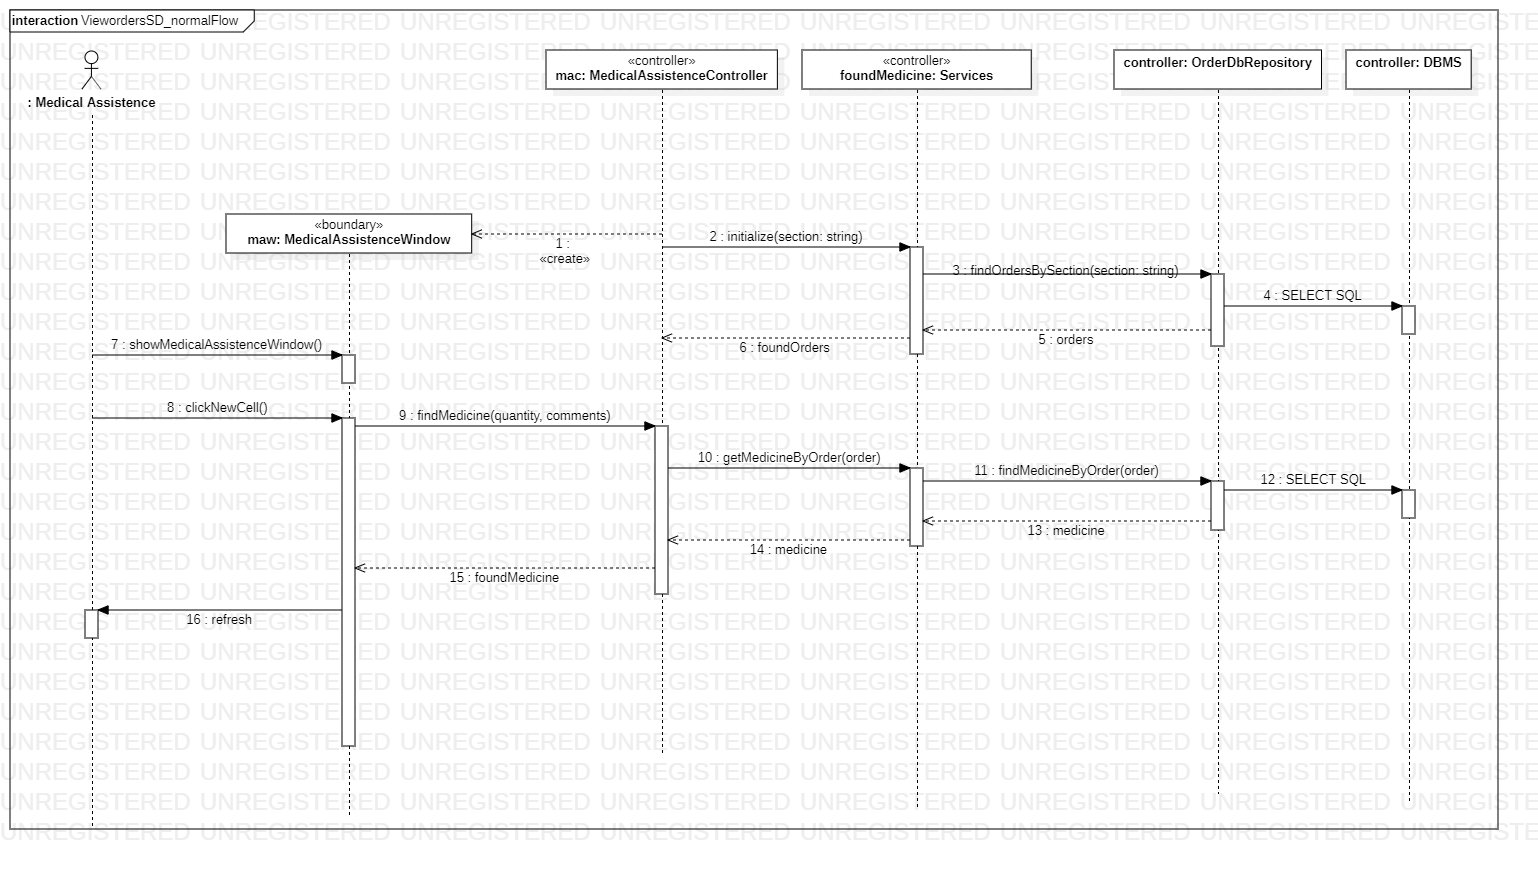 interaction ViewordersSD_normalFlow
«controller»
mac: MedicalAssistenceController
«controller»
foundMedicine: Services
controller: OrderDbRepository
controller: DBMS
: Medical Assistence
«boundary»
maw: MedicalAssistenceWindow
1 :
«create»
2 : initialize(section: string)
3 : findOrdersBySection(section: string)
4 : SELECT SQL
5 : orders
6 : foundOrders
7 : showMedicalAssistenceWindow()
8 : clickNewCell()
9 : findMedicine(quantity, comments)
10 : getMedicineByOrder(order)
11 : findMedicineByOrder(order)
12 : SELECT SQL
13 : medicine
14 : medicine
15 : foundMedicine
16 : refresh
UNREGISTERED